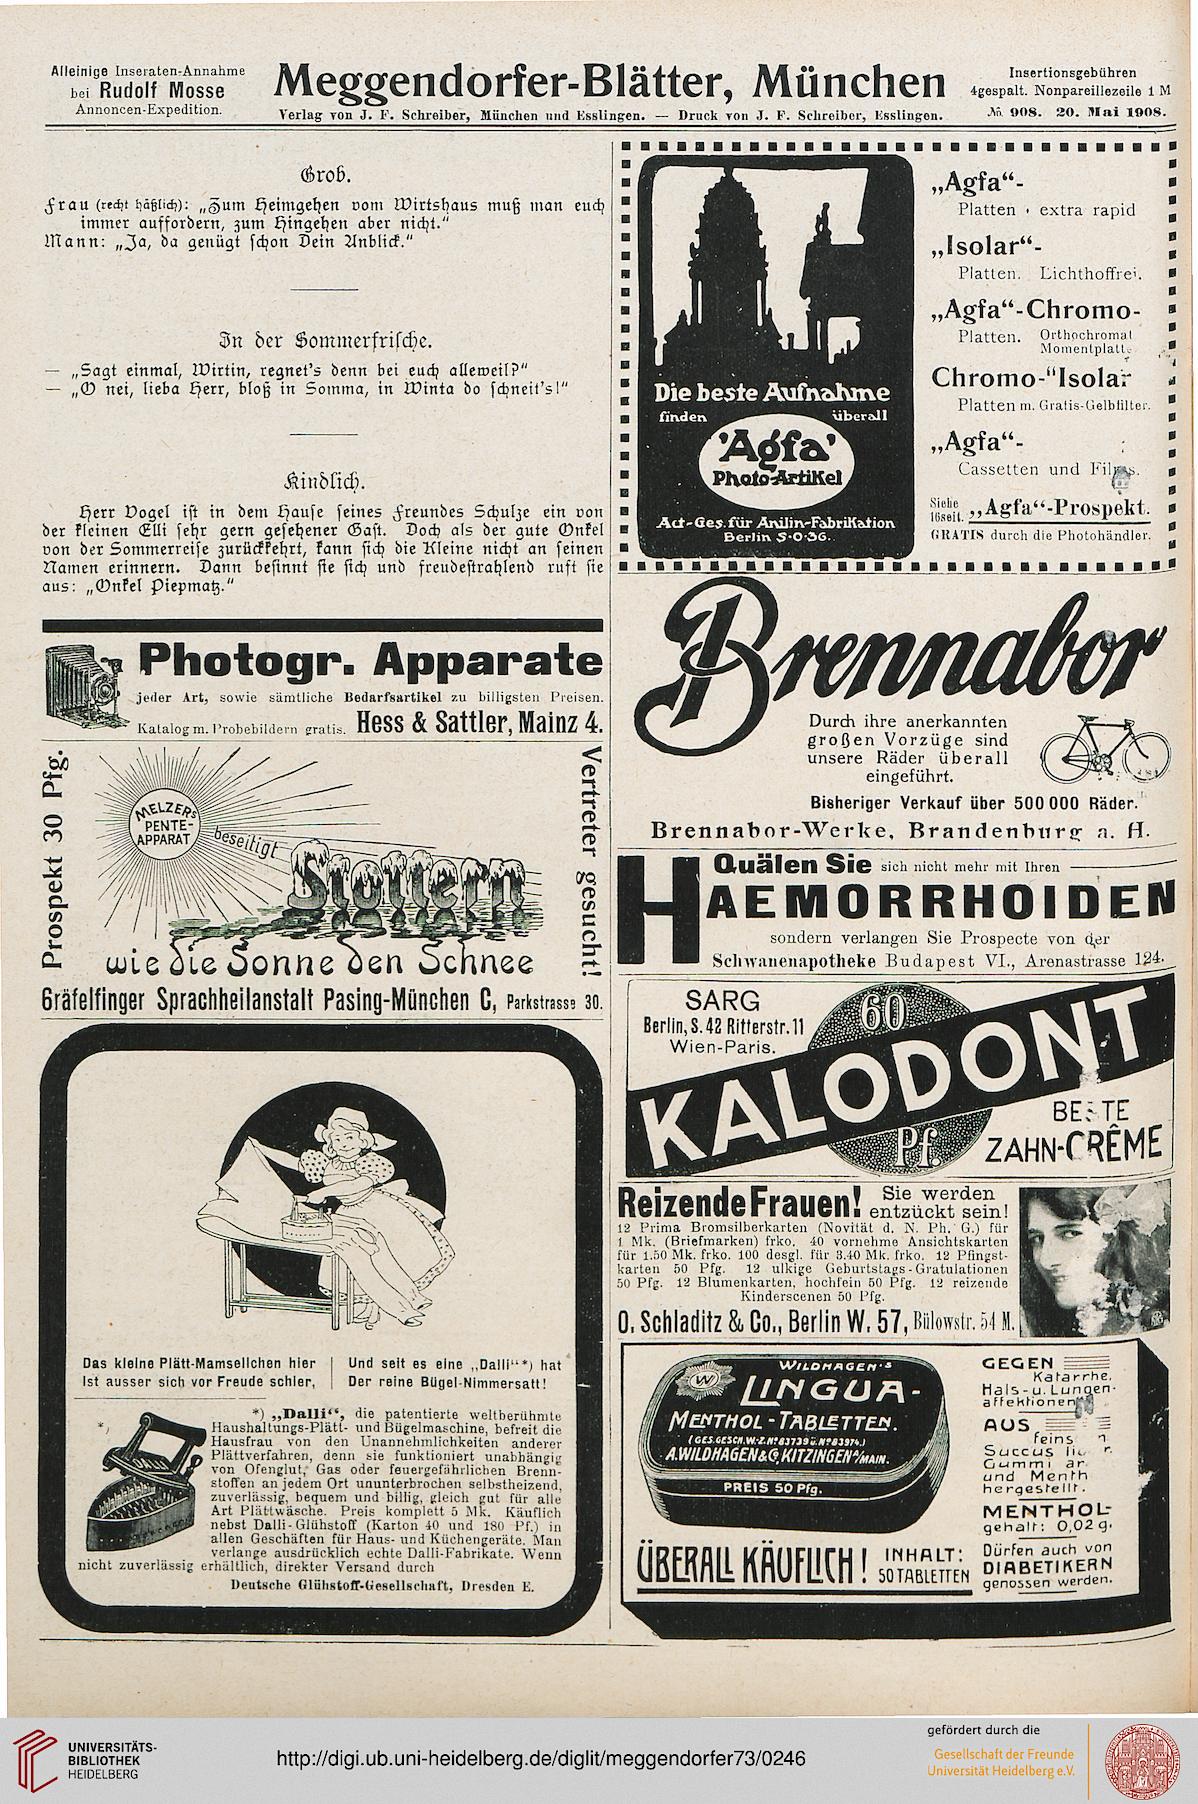 Alleinige Inseraten-Annahme
bei Rudolf Mosse
Annoncen-Expedition.
Meggendorfer-Blätter, München
Verlag von J. F. Schreiber, München und Esslingen. — Druck von J. F. Schreiber, Esslingen.
Insertionsgebühren
4gespalt. Nonpareillezeile 1 M
No. 908. 20. Mai 1908.
Grob.
Frau (recht häßlich): „Zum Heimgehen vom Wirtshaus muß man euch
immer auffordern, zum Hingehen aber nicht."
Mann: „Ja, da genügt schon Dein Anblick."
In der Sommerfrische.
— „Sagt einmal, Wirtin, regnet's denn bei euch alleweil?"
— „O nei, lieba Herr, bloß in Somma, in Winta do schneit's!"
Kindlich.
Herr Vogel ist in dem Hause seines Freundes Schulze ein von
der kleinen Elli sehr gern gesehener Gast. Doch als der gute Onkel
von der Sommerreise zurückkehrt, kann sich die Kleine nicht an seinen
Namen erinnern. Dann besinnt sie sich und freudestrahlend ruft sie
aus: „Onkel Piepmatz."
Photogr. Apparate
jeder Art, sowie sämtliche Bedarfsartikel zu billigsten Preisen.
Katalog m. Probebildern gratis. Hess & Sattler, Mainz 4.
Prospekt 30 Pfg.
MELZERS
PENTE-
APPARAT
beseitigt
Stottern
wie die Sonne den Schnee
Vertreter gesucht!
Gräfelfinger Sprachheilanstalt Pasing-München C, Parkstrasse 30.
Das kleine Plätt-Mamsellchen hier
Ist ausser sich vor Freude schier,
Und seit es eine „Dalli"*) hat
Der reine Bügel-Nimmersatt!
*) „Dalli", die patentierte weltberühmte
Haushaltungs-Plätt- und Bügelmaschine, befreit die
Hausfrau von den Unannehmlichkeiten anderer
Plättverfahren, denn sie funktioniert unabhängig
von Ofenglut, Gas oder feuergefährlichen Brenn-
stoffen an jedem Ort ununterbrochen selbstheizend,
zuverlässig, bequem und billig, gleich gut für alle
Art Plättwäsche. Preis komplett 5 Mk. Käuflich
nebst Dalli-Glühstoff (Karton 40 und 180 Pf.) in
allen Geschäften für Haus- und Küchengeräte. Man
verlange ausdrücklich echte Dalli-Fabrikate. Wenn
nicht zuverlässig erhältlich, direkter Versand durch
Deutsche Glühstoff-Gesellschaft, Dresden E.
Die beste Aufnahme
finden überall
'Agfa'
Photo-Artikel
Act-Ges. für Anilin-Fabrikation
Berlin S·O·36.
„Agfa"-
Platten · extra rapid
„Isolar"-
Platten. Lichthoffrei.
„Agfa"-Chromo-
Platten. Orthochromat
Momentplatte
Chromo-"Isolar
Platten m. Gratis-Gelbfilter.
„Agfa"-
Cassetten und Films.
Siehe
16seit. „Agfa"-Prospekt.
GRATIS durch die Photohändler.
Brennabor
Durch ihre anerkannten
großen Vorzüge sind
unsere Räder überall
eingeführt.
Bisheriger Verkauf über 500 000 Räder.
Brennabor-Werke, Brandenburg a. H.
Quälen Sie sich nicht mehr mit Ihren
HAEMORRHOIDEN
sondern verlangen Sie Prospecte von der
Schwanenapotheke Budapest VI., Arenastrasse 124.
SARG
Berlin, S. 42 Ritterstr. 11
Wien-Paris.
60
KALODONT
Pf.
BESTE
ZAHN-CRÊME
Reizende Frauen! Sie werden
entzückt sein!
12 Prima Bromsilberkarten (Novität d. N. Ph. G.) für
1 Mk. (Briefmarken) frko. 40 vornehme Ansichtskarten
für 1.50 Mk. frko. 100 desgl. für 3.40 Mk. frko. 12 Pfingst-
karten 50 Pfg. 12 ulkige Geburtstags-Gratulationen
50 Pfg. 12 Blumenkarten, hochfein 50 Pfg. 12 reizende
Kinderscenen 50 Pfg.
O. Schladitz & Co., Berlin W. 57, Bülowstr. 54 M.
W
WILDHAGEN'S
LINGUA-
MENTHOL-TABLETTEN.
(GES. GESCH. W.-Z. Nº 83739 u. Nº 83974.)
A. WILDHAGEN & Co, KITZINGEN a/MAIN.
PREIS 50 Pfg.
GEGEN
Katarrhe,
Hals- u. Lungen-
affektionen
AUS
feins
Succus
Gummi ar
und Menth
hergestellt.
MENTHOL-
gehalt: 0,02 g.
Dürfen auch von
DIABETIKERN
genossen werden.
ÜBERALL KÄUFLICH!
INHALT:
50 TABLETTEN
UNIVERSITÄTS-
BIBLIOTHEK
HEIDELBERG
http://digi.ub.uni-heidelberg.de/diglit/meggendorfer73/0246
gefördert durch die
Gesellschaft der Freunde
Universität Heidelberg e.V.